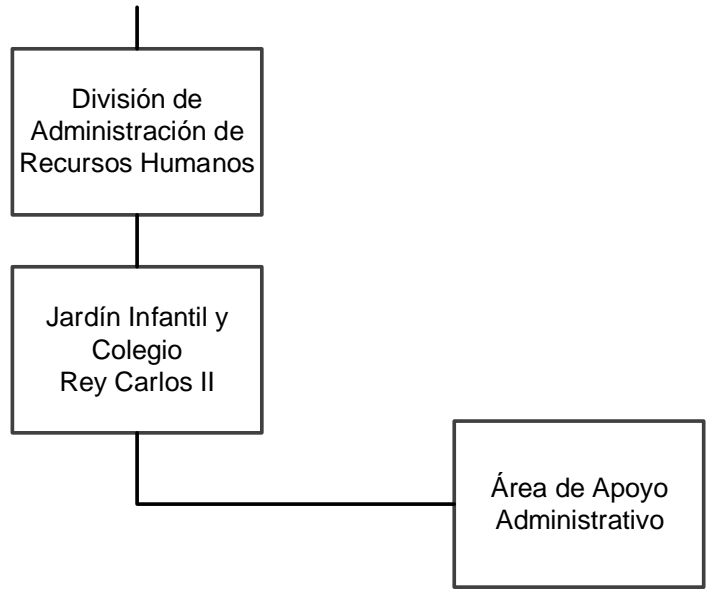 División de
Administración de
Recursos Humanos
Jardín Infantil y
Colegio
Rey Carlos II
Área de Apoyo
Administrativo